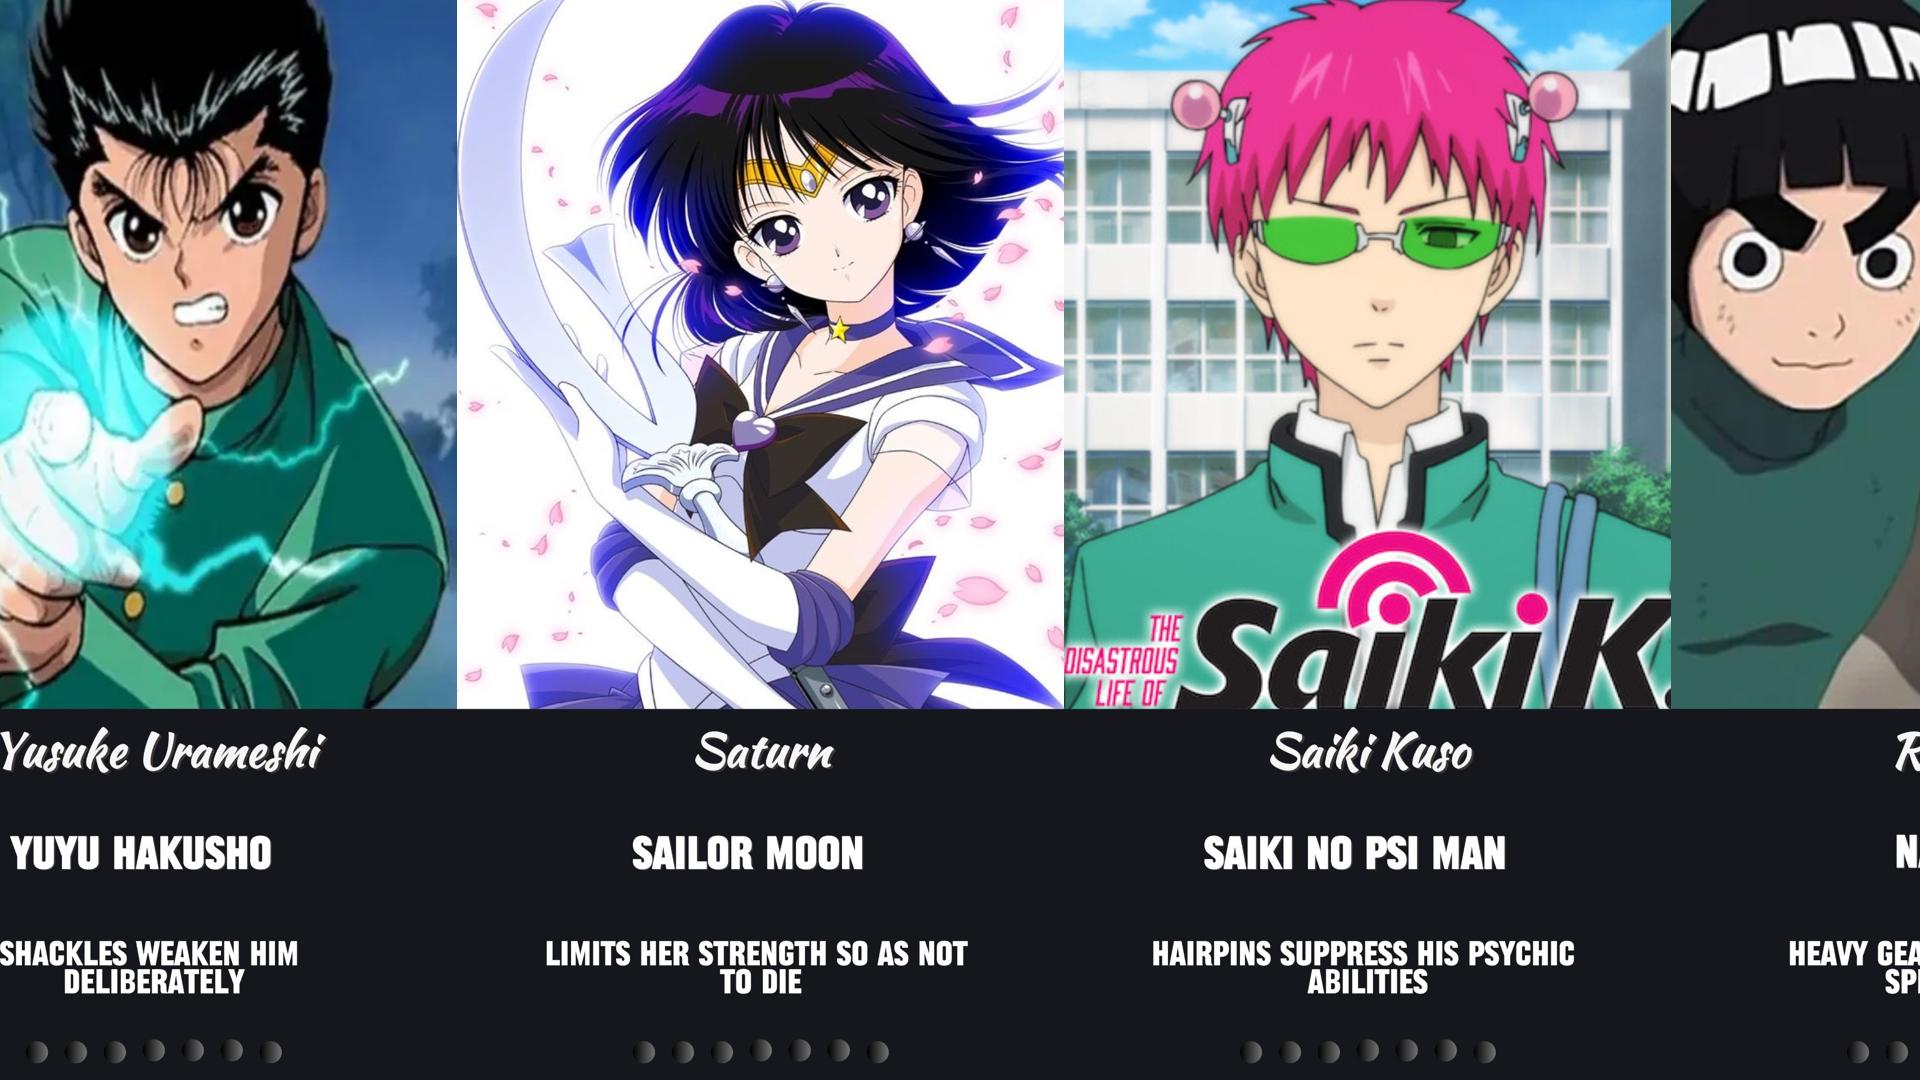 THE
DISASTROUS
LIFE OF
Saiki K.
Yusuke Urameshi
YUYU HAKUSHO
SHACKLES WEAKEN HIM
DELIBERATELY
Saturn
SAILOR MOON
LIMITS HER STRENGTH SO AS NOT
TO DIE
Saiki Kuso
SAIKI NO PSI MAN
HAIRPINS SUPPRESS HIS PSYCHIC
ABILITIES
HEAVY